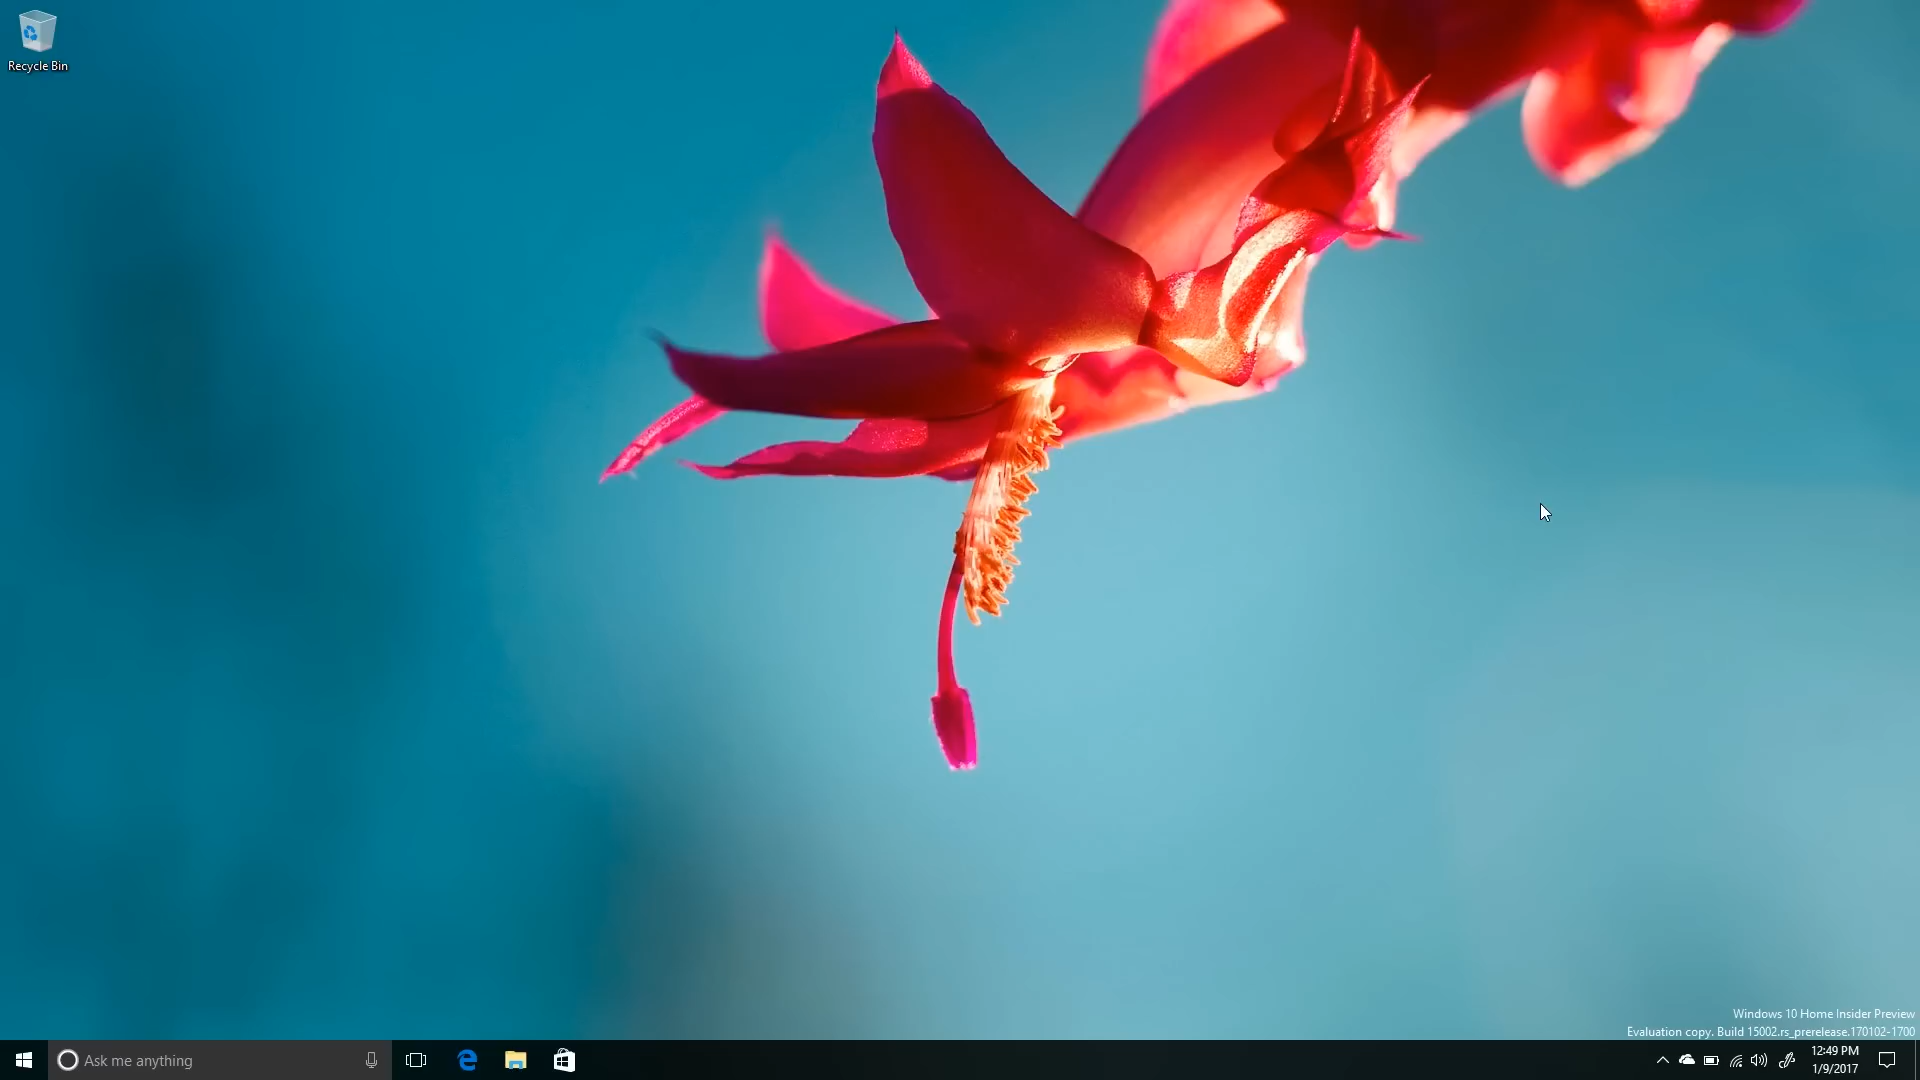 Recycle Bin
Windows 10 Home Insider Preview
Evaluation copy. Build 15002.rs_prerelease.170102-1700
Ask me anything
12:49 PM
1/9/2017